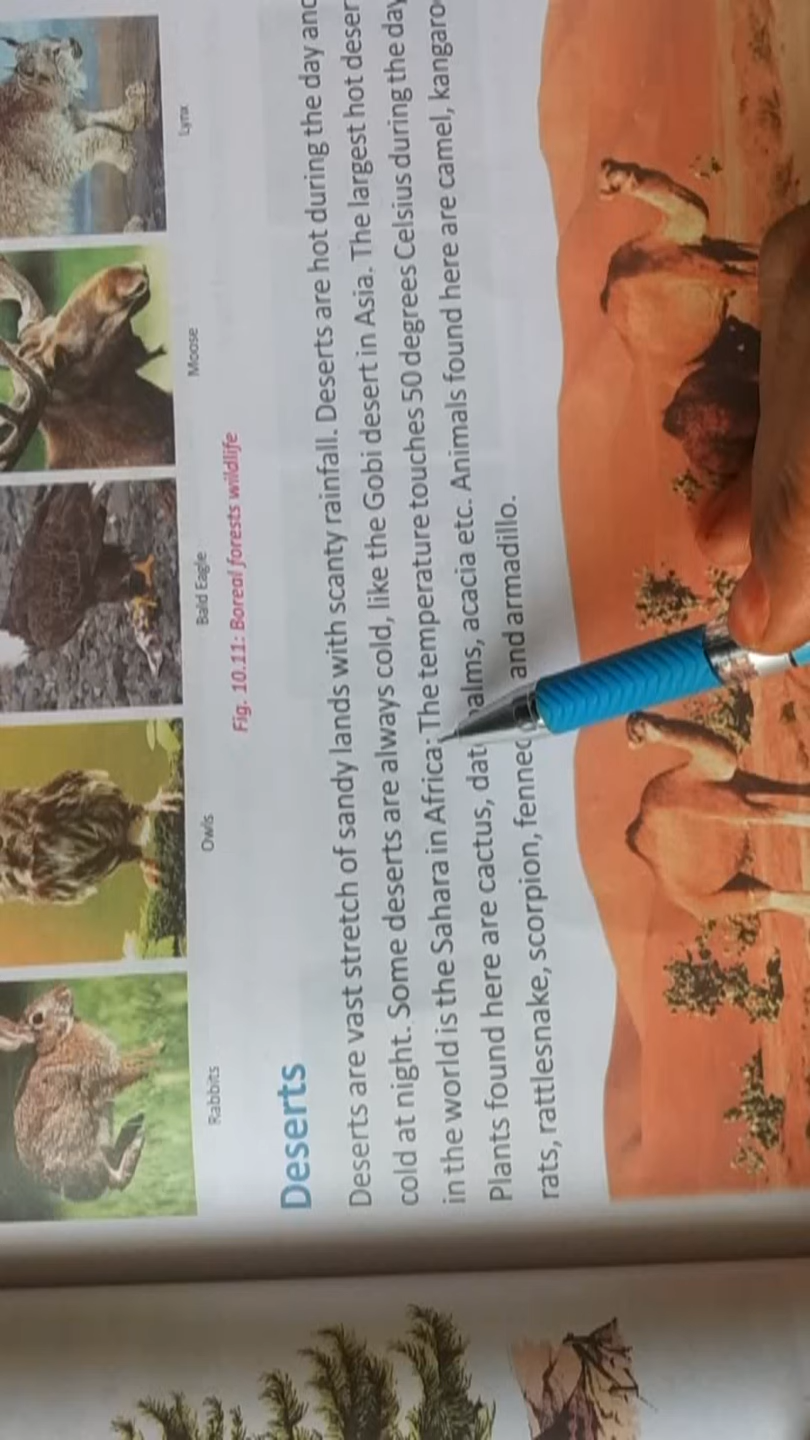 Rabbits Owls Bald Eagle Moose Lynx
Fig. 10.11: Boreal forests wildlife
Deserts
Deserts are vast stretch of sandy lands with scanty rainfall. Deserts are hot during the day and
cold at night. Some deserts are always cold, like the Gobi desert in Asia. The largest hot desert
in the world is the Sahara in Africa. The temperature touches 50 degrees Celsius during the day
Plants found here are cactus, date palms, acacia etc. Animals found here are camel, kangaroo
rats, rattlesnake, scorpion, fennec and armadillo.